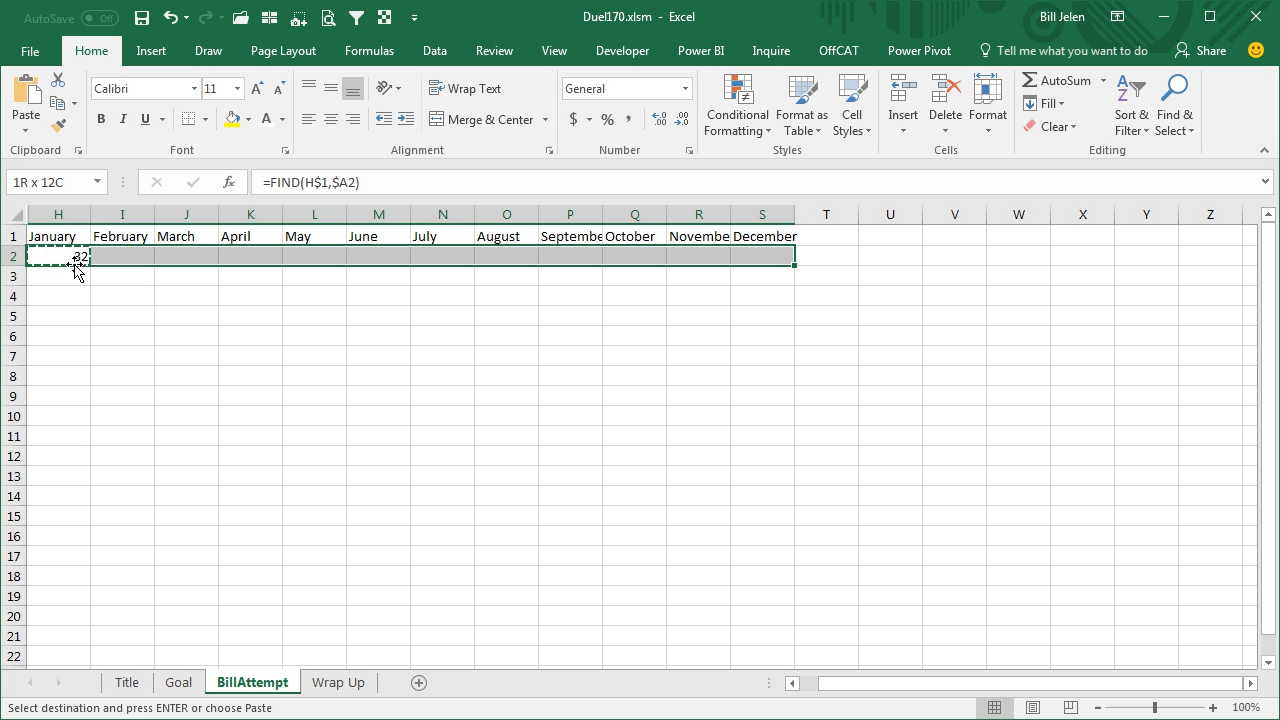 AutoSave Off Duel170.xlsm - Excel Bill Jelen
File Home Insert Draw Page Layout Formulas Data Review View Developer Power BI Inquire OffCAT Power Pivot Tell me what you want to do Share
Paste
Clipboard
Calibri 11
B I U A
Font
Wrap Text
Merge & Center
Alignment
General
$ % ,
Number
Conditional Formatting
Format as Table
Cell Styles
Styles
Insert Delete Format
Cells
AutoSum
Fill
Clear
Sort & Filter
Find & Select
Editing
1R x 12C fx =FIND(H$1,$A2)
H I J K L M N O P Q R S T U V W X Y Z
1 January February March April May June July August Septembe October Novembe December
2 32
3
4
5
6
7
8
9
10
11
12
13
14
15
16
17
18
19
20
21
22
Title Goal BillAttempt Wrap Up
Select destination and press ENTER or choose Paste 100%